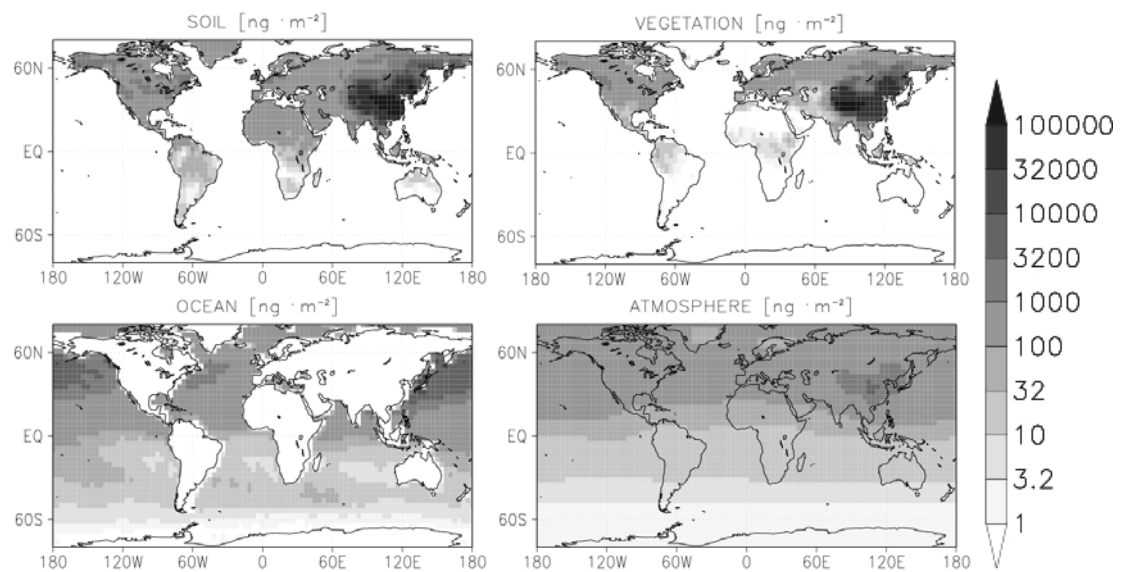 SOIL [ng · m⁻²]
VEGETATION [ng · m⁻²]
60N
EQ
60S
180 120W 60W 0 60E 120E 180
60N
EQ
60S
180 120W 60W 0 60E 120E 180
OCEAN [ng · m⁻²]
ATMOSPHERE [ng · m⁻²]
60N
EQ
60S
180 120W 60W 0 60E 120E 180
60N
EQ
60S
180 120W 60W 0 60E 120E 180
100000
32000
10000
3200
1000
100
32
10
3.2
1